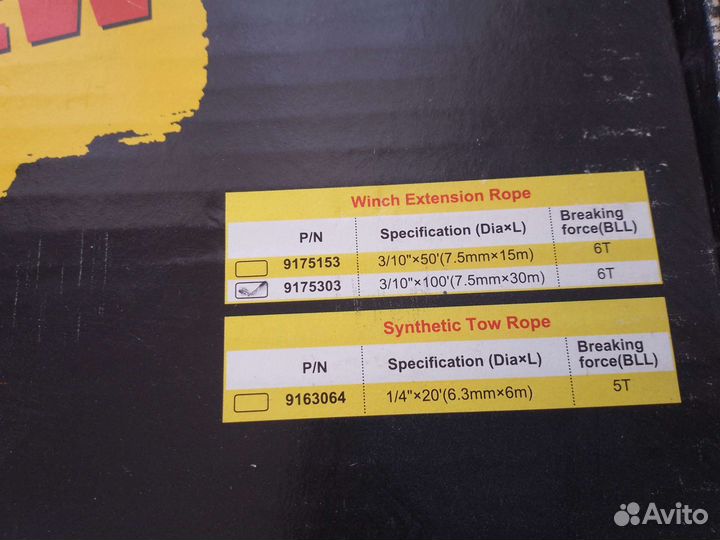 Winch Extension Rope
P/N Specification (Dia×L) Breaking force(BLL)
9175153 3/10"×50'(7.5mm×15m) 6T
9175303 3/10"×100'(7.5mm×30m) 6T
Synthetic Tow Rope
P/N Specification (Dia×L) Breaking force(BLL)
9163064 1/4"×20'(6.3mm×6m) 5T
Avito